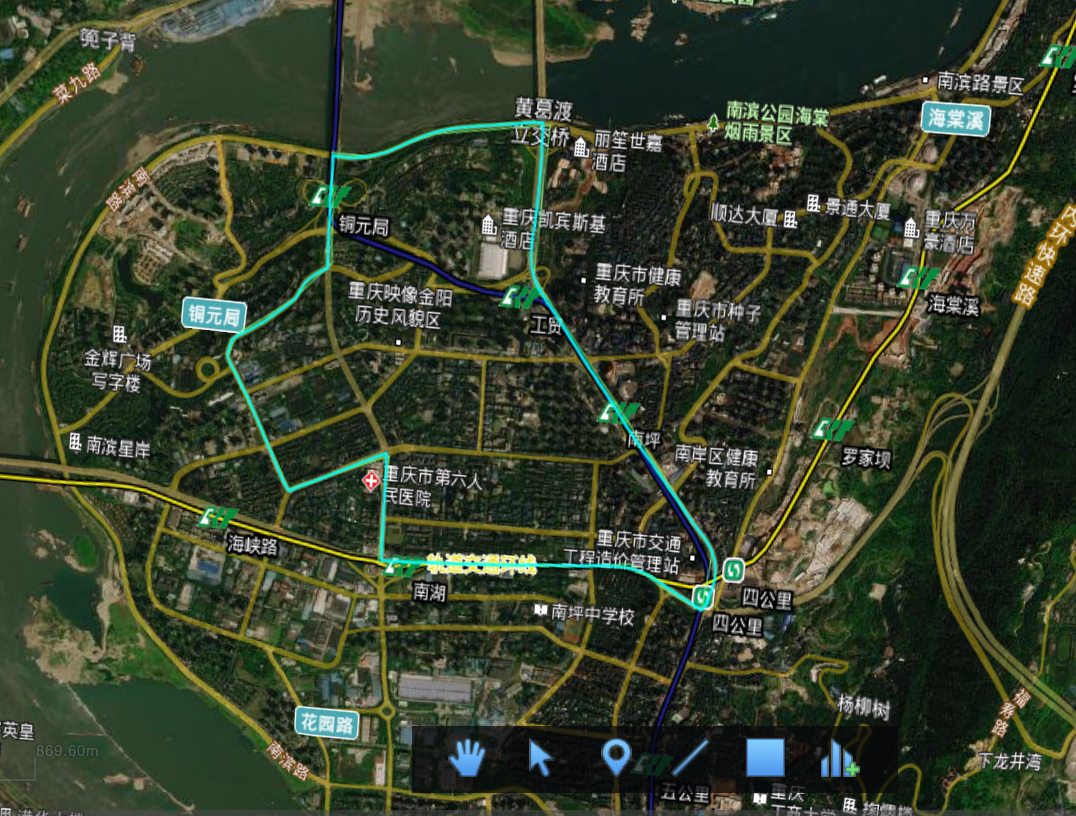 鹅子背
菜九路
黄葛渡
立交桥
丽笙世嘉
酒店
南滨公园海棠
烟雨景区
南滨路景区
海棠溪
南滨路
铜元局
重庆凯宾斯基
酒店
顺达大厦
景通大厦
重庆万
豪酒店
内环快速路
重庆市健康
教育所
海棠溪
重庆映像金阳
历史风貌区
重庆市种子
管理站
铜元局
工贸
金辉广场
写字楼
南滨星岸
南坪
南岸区健康
教育所
罗家坝
重庆市第六人
民医院
海峡路
轨道交通环线
重庆市交通
工程造价管理站
南湖
南坪中学校
四公里
四公里
杨柳树
花园路
英皇
869.60m
南滨路
福寿路
下龙井湾
五公里
重庆
工商大学